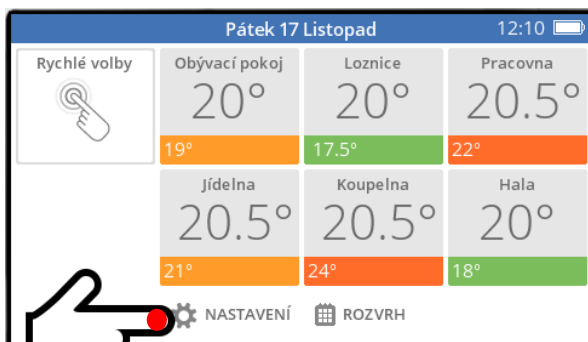 Pátek 17 Listopad 12:10
Rychlé volby
Obývací pokoj
20°
19°
Loznice
20°
17.5°
Pracovna
20.5°
22°
Jídelna
20.5°
21°
Koupelna
20.5°
24°
Hala
20°
18°
NASTAVENÍ ROZVRH